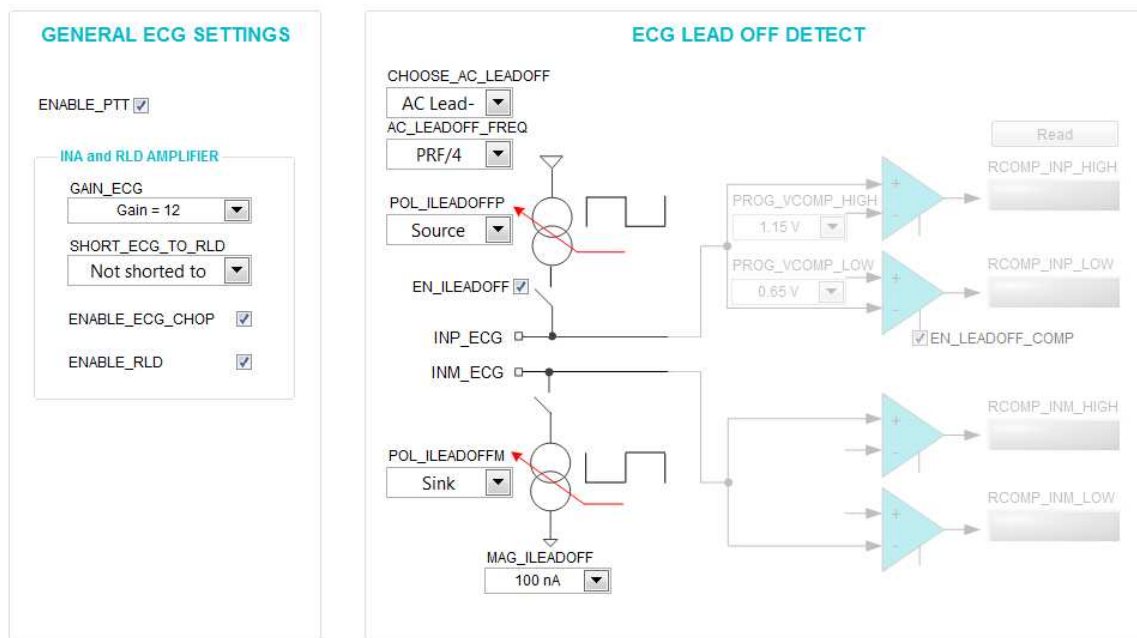 GENERAL ECG SETTINGS
ENABLE_PTT
INA and RLD AMPLIFIER
GAIN_ECG
Gain = 12
SHORT_ECG_TO_RLD
Not shorted to
ENABLE_ECG_CHOP
ENABLE_RLD
ECG LEAD OFF DETECT
CHOOSE_AC_LEADOFF
AC Lead-
AC_LEADOFF_FREQ
PRF/4
POL_ILEADOFFP
Source
EN_ILEADOFF
INP_ECG
INM_ECG
POL_ILEADOFFM
Sink
MAG_ILEADOFF
100 nA
PROG_VCOMP_HIGH
1.15 V
PROG_VCOMP_LOW
0.65 V
+
-
+
-
EN_LEADOFF_COMP
+
-
+
-
Read
RCOMP_INP_HIGH
RCOMP_INP_LOW
RCOMP_INM_HIGH
RCOMP_INM_LOW